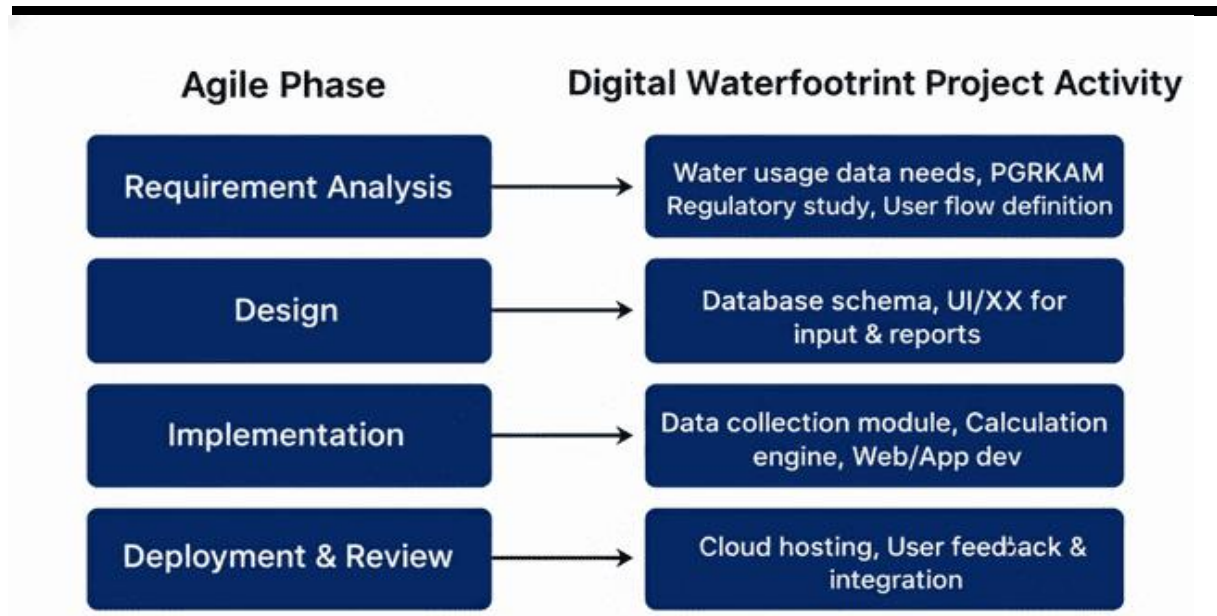 Agile Phase
Digital Waterfootrint Project Activity
Requirement Analysis
Water usage data needs, PGRKAM
Regulatory study, User flow definition
Design
Database schema, UI/XX for
input & reports
Implementation
Data collection module, Calculation
engine, Web/App dev
Deployment & Review
Cloud hosting, User feedback &
integration